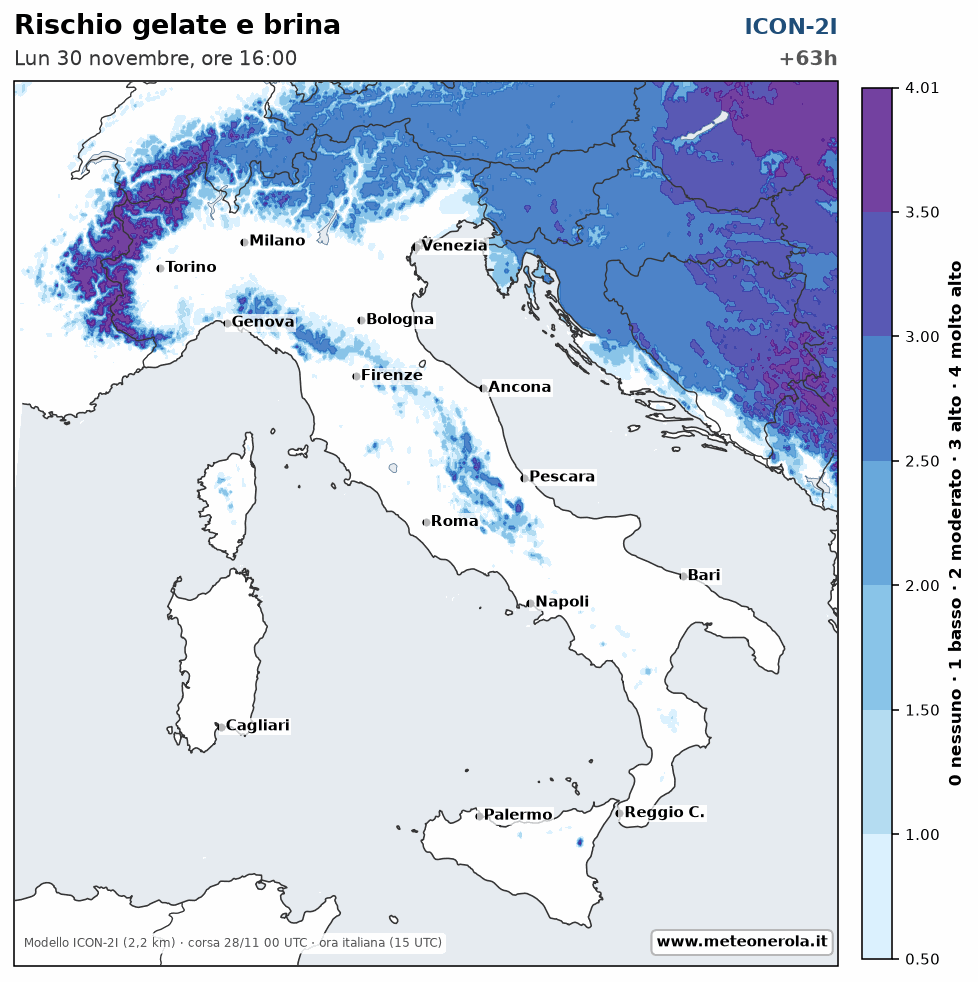 Rischio gelate e brina
ICON-2I
Lun 30 novembre, ore 16:00
+63h
4.01
3.50
3.00
2.50
2.00
1.50
1.00
0.50
0 nessuno · 1 basso · 2 moderato · 3 alto · 4 molto alto
Milano
Venezia
Torino
Genova
Bologna
Firenze
Ancona
Pescara
Roma
Bari
Napoli
Cagliari
Palermo
Reggio C.
Modello ICON-2I (2,2 km) · corsa 28/11 00 UTC · ora italiana (15 UTC)
www.meteonerola.it